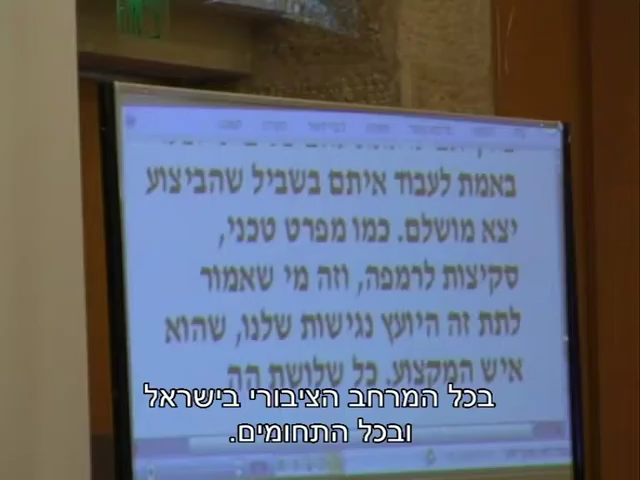 באמת לעבוד איתם בשביל שהביצוע
יצא מושלם. כמו מפרט טכני,
סקיצות לרמפה, וזה מי שאמור
לתת זה היועץ נגישות שלנו, שהוא
איש המקצוע. כל שלושת הה
בכל המרחב הציבורי בישראל
ובכל התחומים.